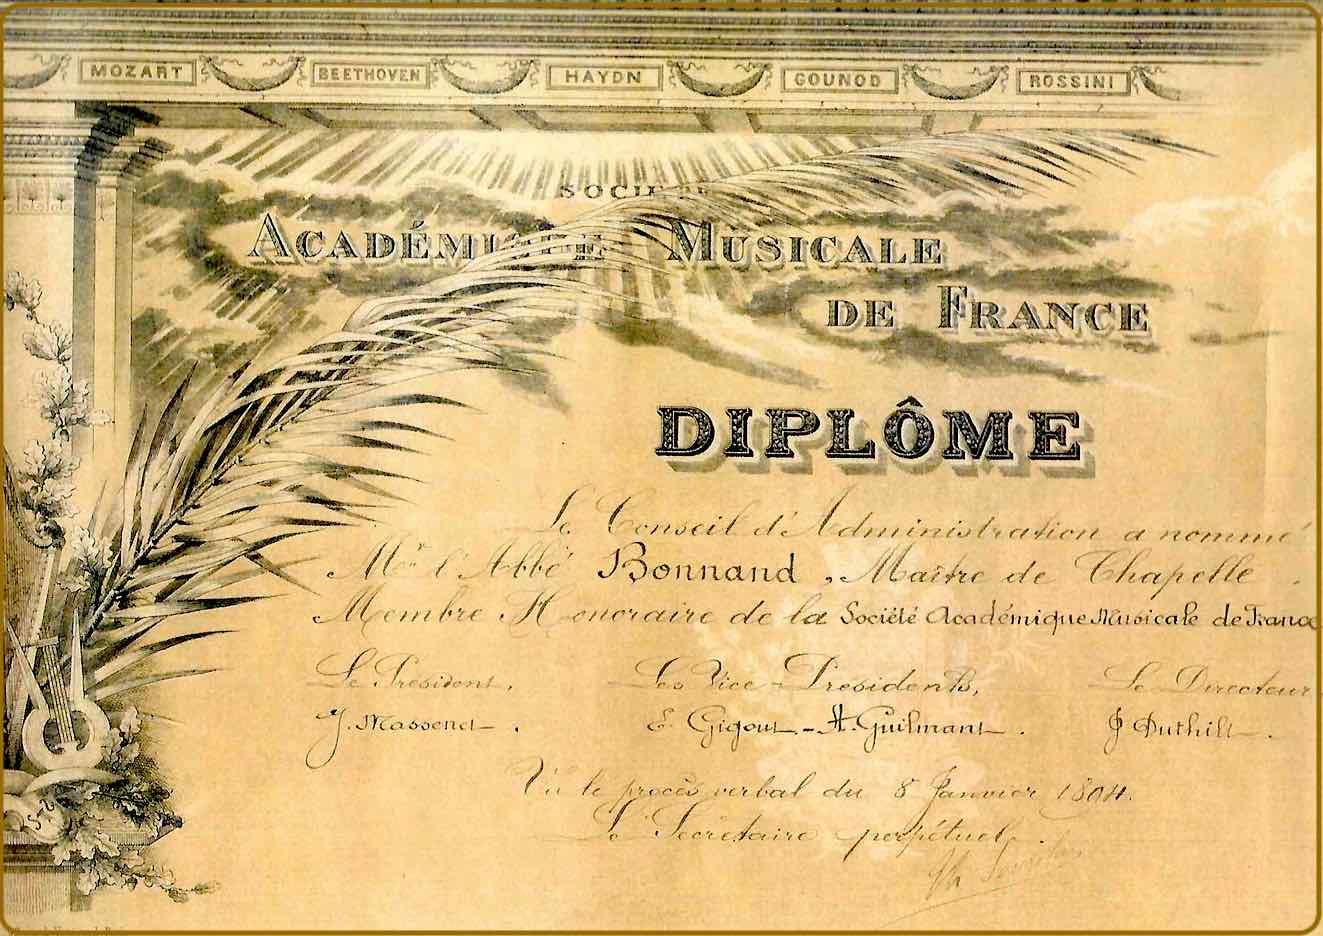 MOZART BEETHOVEN HAYDN GOUNOD ROSSINI
SOCIÉTÉ
ACADÉMIQUE MUSICALE
DE FRANCE
DIPLÔME
Le Conseil d'Administration a nommé
Mr l'Abbé Bonnand, Maître de Chapelle.
Membre Honoraire de la Société Académique Musicale de France
Le Président, Les Vice-Présidents, Le Directeur
J. Massenet. E. Gigout - A. Guilmant. J Duthilt.
Vu le procès verbal du 8 Janvier
Le Secrétaire perpétuel